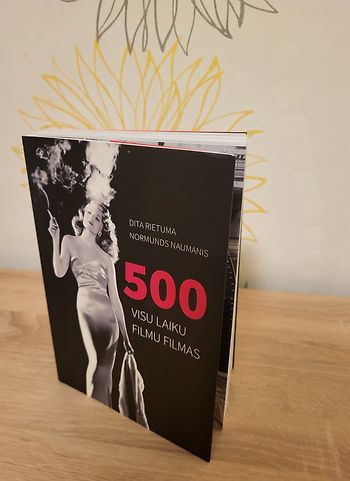 DITA RIETUMA
NORMUNDS NAUMANIS
500
VISU LAIKU
FILMU FILMAS